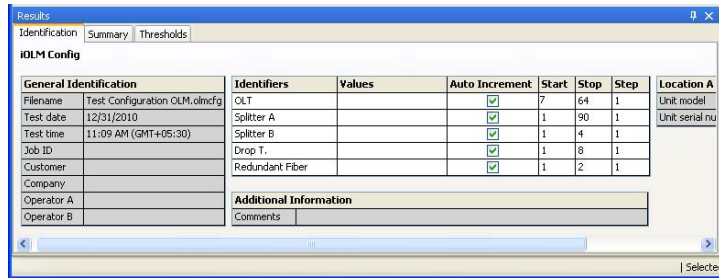 Results
Identification Summary Thresholds
iOLM Config
General Identification
Filename Test Configuration OLM.olmcfg
Test date 12/31/2010
Test time 11:09 AM (GMT+05:30)
Job ID
Customer
Company
Operator A
Operator B
Identifiers Values Auto Increment Start Stop Step
OLT 7 64 1
Splitter A 1 90 1
Splitter B 1 4 1
Drop T. 1 8 1
Redundant Fiber 1 2 1
Additional Information
Comments
Location A
Unit model
Unit serial nu
Selecte